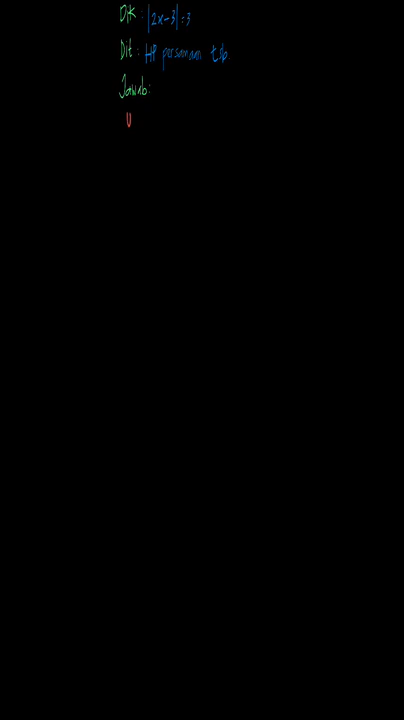 Dik : |2x-3| = 3
Dit : HP persamaan tsb.
Jawab:
U